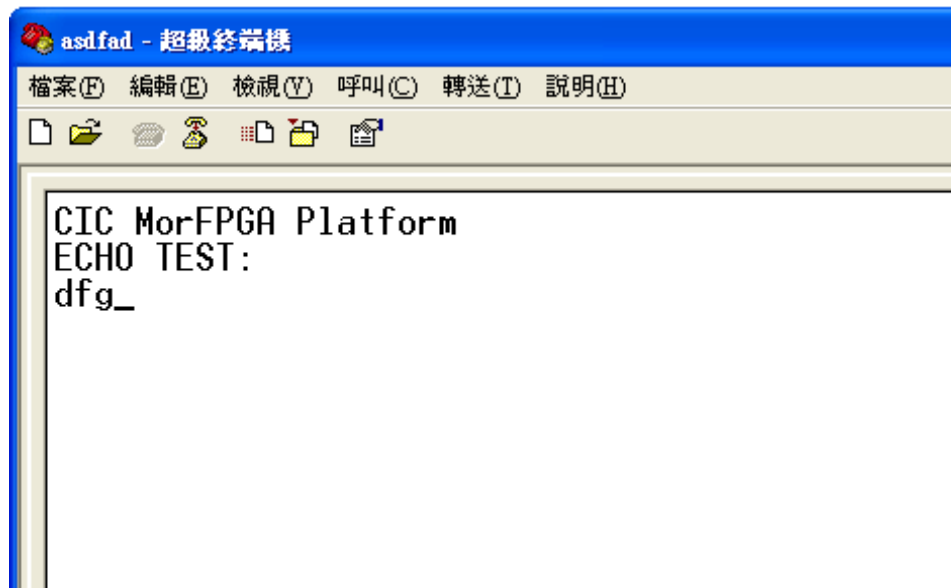 asdfad - 超級終端機
檔案(F) 編輯(E) 檢視(V) 呼叫(C) 轉送(T) 說明(H)
CIC MorFPGA Platform
ECHO TEST:
dfg_